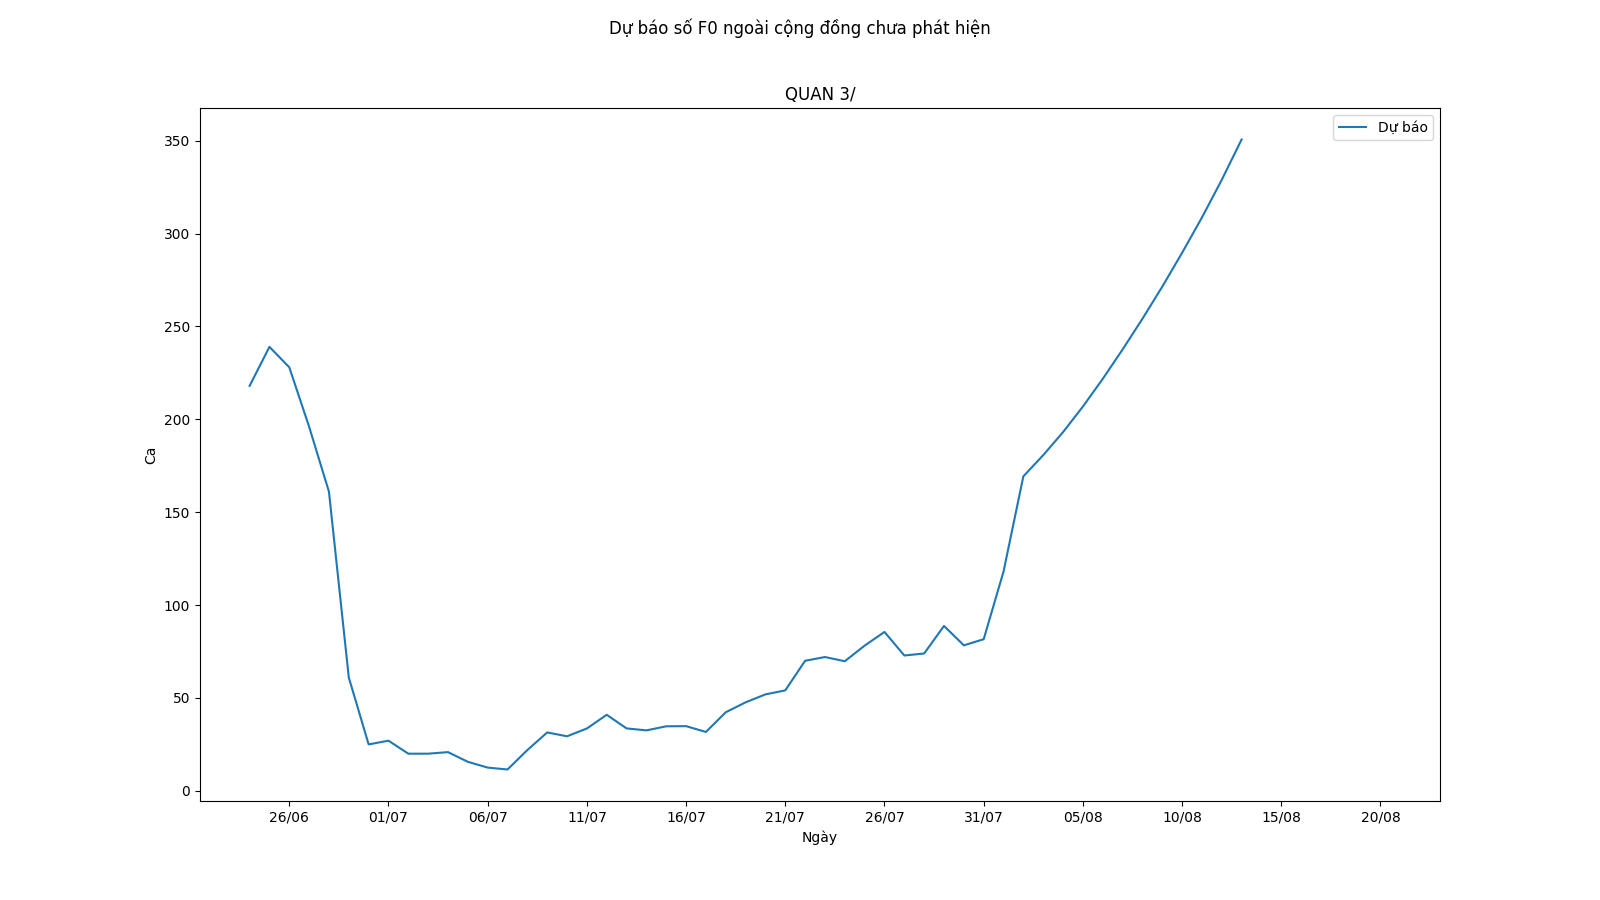 Dự báo số F0 ngoài cộng đồng chưa phát hiện
QUAN 3/
Dự báo
350
300
250
200
150
100
50
0
Ca
26/06 01/07 06/07 11/07 16/07 21/07 26/07 31/07 05/08 10/08 15/08 20/08
Ngày